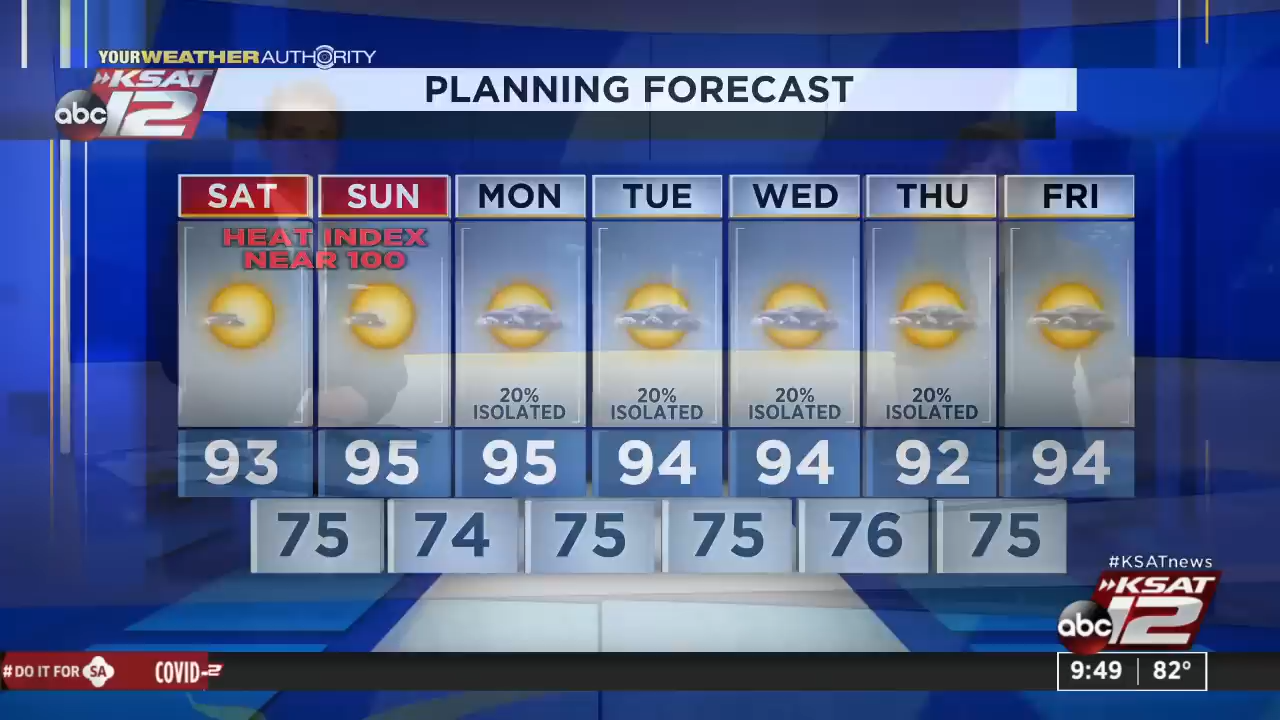 YOURWEATHERAUTHORITY
KSAT
abc 12
PLANNING FORECAST
SAT SUN MON TUE WED THU FRI
HEAT INDEX
NEAR 100
20% 20% 20% 20%
ISOLATED ISOLATED ISOLATED ISOLATED
93 95 95 94 94 92 94
75 74 75 75 76 75
#KSATnews
KSAT
abc 12
#DO IT FOR SA COVID-
9:49 82°